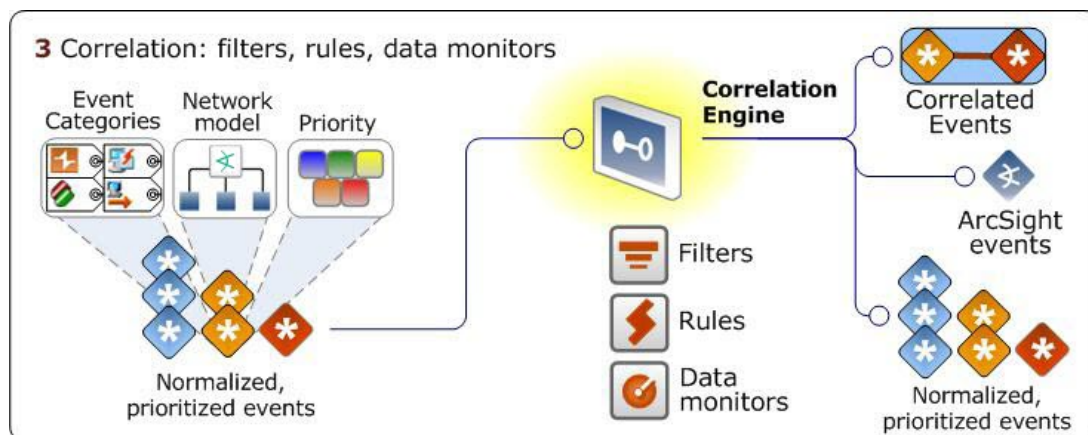 3 Correlation: filters, rules, data monitors
Event
Categories
Network
model
Priority
Normalized,
prioritized events
Correlation
Engine
Filters
Rules
Data
monitors
Correlated
Events
ArcSight
events
Normalized,
prioritized events